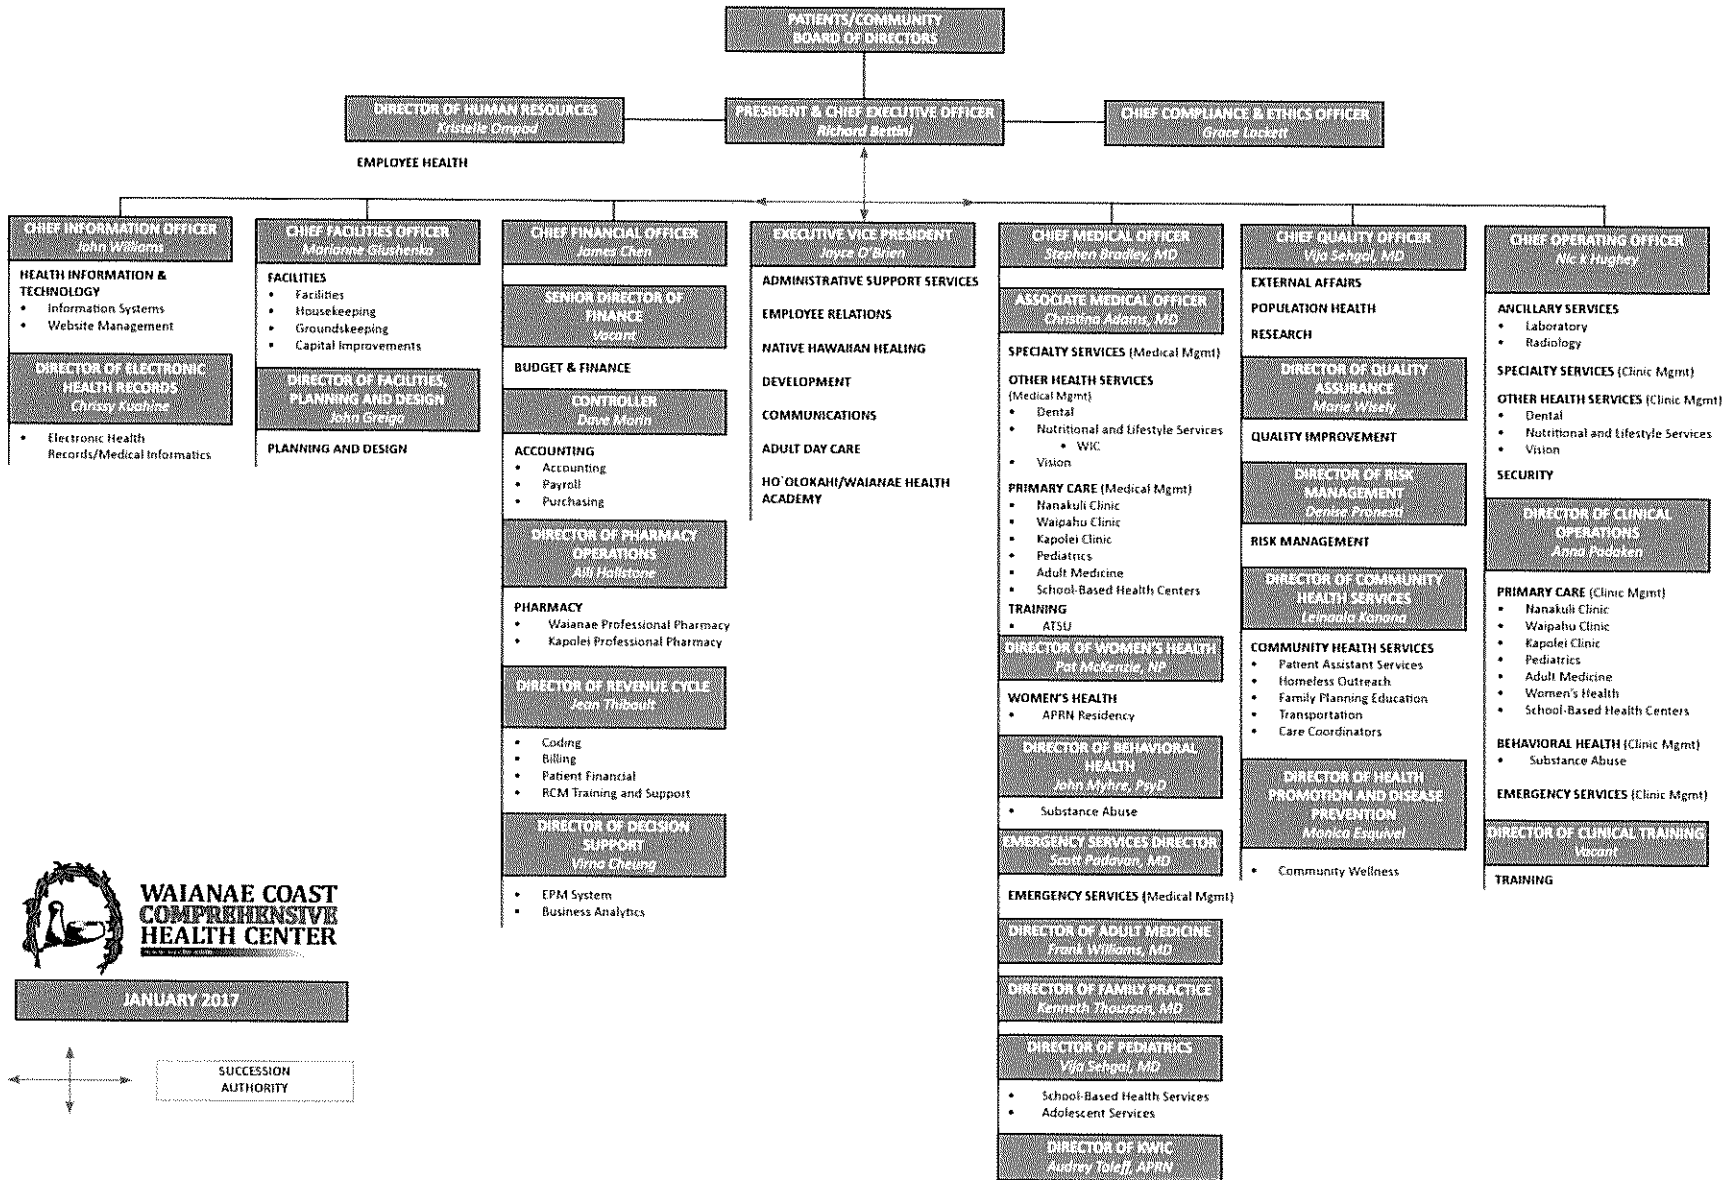 PATIENTS/COMMUNITY
BOARD OF DIRECTORS
DIRECTOR OF HUMAN RESOURCES
Kristelle Ompad
PRESIDENT & CHIEF EXECUTIVE OFFICER
Richard Bettini
CHIEF COMPLIANCE & ETHICS OFFICER
Grace Lackett
EMPLOYEE HEALTH
CHIEF INFORMATION OFFICER
John Williams
HEALTH INFORMATION &
TECHNOLOGY
• Information Systems
• Website Management
DIRECTOR OF ELECTRONIC
HEALTH RECORDS
Chrissy Kuahine
• Electronic Health
Records/Medical Informatics
CHIEF FACILITIES OFFICER
Marianne Glushenko
FACILITIES
• Facilities
• Housekeeping
• Groundskeeping
• Capital Improvements
DIRECTOR OF FACILITIES,
PLANNING AND DESIGN
John Greigo
PLANNING AND DESIGN
CHIEF FINANCIAL OFFICER
James Chen
SENIOR DIRECTOR OF
FINANCE
Vacant
BUDGET & FINANCE
CONTROLLER
Dave Morin
ACCOUNTING
• Accounting
• Payroll
• Purchasing
DIRECTOR OF PHARMACY
OPERATIONS
Hailstone
PHARMACY
• Waianae Professional Pharmacy
• Kapolei Professional Pharmacy
DIRECTOR OF REVENUE CYCLE
Jean Thibault
• Coding
• Billing
• Patient Financial
• RCM Training and Support
DIRECTOR OF DECISION
SUPPORT
Virna Cheung
• EPM System
• Business Analytics
EXECUTIVE VICE PRESIDENT
Joyce O'Brien
ADMINISTRATIVE SUPPORT SERVICES
EMPLOYEE RELATIONS
NATIVE HAWAIIAN HEALING
DEVELOPMENT
COMMUNICATIONS
ADULT DAY CARE
HO`OLOKAHI/WAIANAE HEALTH
ACADEMY
CHIEF MEDICAL OFFICER
Stephen Bradley, MD
ASSOCIATE MEDICAL OFFICER
Christina Adams, MD
SPECIALTY SERVICES (Medical Mgmt)
OTHER HEALTH SERVICES
(Medical Mgmt)
• Dental
• Nutritional and Lifestyle Services
• WIC
• Vision
PRIMARY CARE (Medical Mgmt)
• Nanakuli Clinic
• Waipahu Clinic
• Kapolei Clinic
• Pediatrics
• Adult Medicine
• School-Based Health Centers
TRAINING
• ATSU
DIRECTOR OF WOMEN'S HEALTH
Pat McKenzie, NP
WOMEN'S HEALTH
• APRN Residency
DIRECTOR OF BEHAVIORAL
HEALTH
John Myhre, PsyD
• Substance Abuse
EMERGENCY SERVICES DIRECTOR
Scott Padavan, MD
EMERGENCY SERVICES (Medical Mgmt)
DIRECTOR OF ADULT MEDICINE
Frank Williams, MD
DIRECTOR OF FAMILY PRACTICE
Kenneth Thowson, MD
DIRECTOR OF PEDIATRICS
Vija Sehgal, MD
• School-Based Health Services
• Adolescent Services
DIRECTOR OF KWIC
Audrey Toleff, APRN
CHIEF QUALITY OFFICER
Vija Sehgal, MD
EXTERNAL AFFAIRS
POPULATION HEALTH
RESEARCH
DIRECTOR OF QUALITY
ASSURANCE
Marie Wisely
QUALITY IMPROVEMENT
DIRECTOR OF RISK
MANAGEMENT
Denise Pronesti
RISK MANAGEMENT
DIRECTOR OF COMMUNITY
HEALTH SERVICES
Leinaala Kanana
COMMUNITY HEALTH SERVICES
• Patient Assistant Services
• Homeless Outreach
• Family Planning Education
• Transportation
• Care Coordinators
DIRECTOR OF HEALTH
PROMOTION AND DISEASE
PREVENTION
Monica Esquivel
• Community Wellness
CHIEF OPERATING OFFICER
Nic k Hughey
ANCILLARY SERVICES
• Laboratory
• Radiology
SPECIALTY SERVICES (Clinic Mgmt)
OTHER HEALTH SERVICES (Clinic Mgmt)
• Dental
• Nutritional and Lifestyle Services
• Vision
SECURITY
DIRECTOR OF CLINICAL
OPERATIONS
Anna Padaken
PRIMARY CARE (Clinic Mgmt)
• Nanakuli Clinic
• Waipahu Clinic
• Kapolei Clinic
• Pediatrics
• Adult Medicine
• Women's Health
• School-Based Health Centers
BEHAVIORAL HEALTH (Clinic Mgmt)
• Substance Abuse
EMERGENCY SERVICES (Clinic Mgmt)
DIRECTOR OF CLINICAL TRAINING
Vacant
TRAINING
WAIANAE COAST
COMPREHENSIVE
HEALTH CENTER
JANUARY 2017
SUCCESSION
AUTHORITY